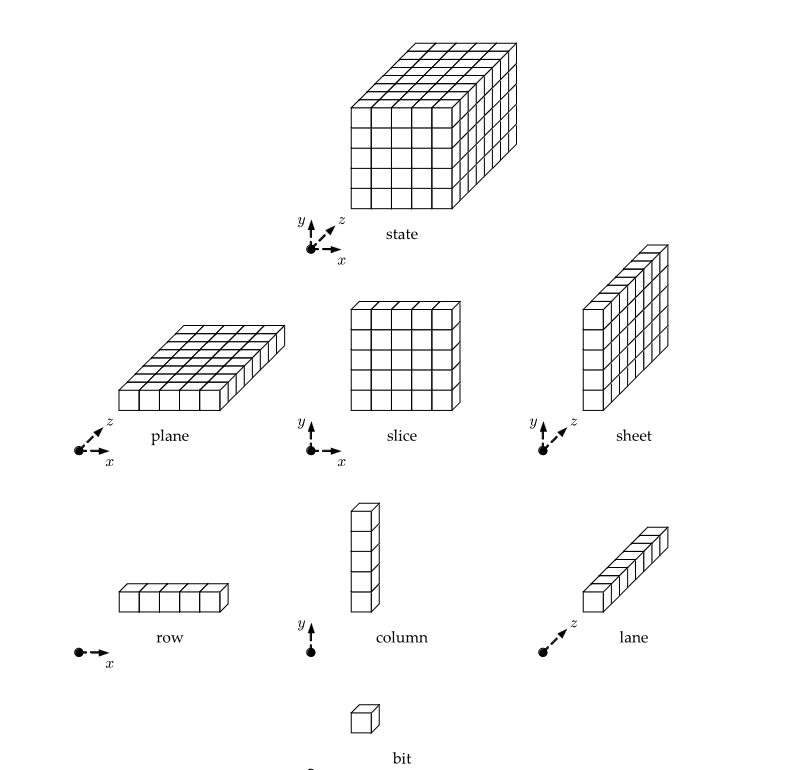 y z
x
state
z
x
plane
y
x
slice
y z
sheet
x
row
y
column
z
lane
bit